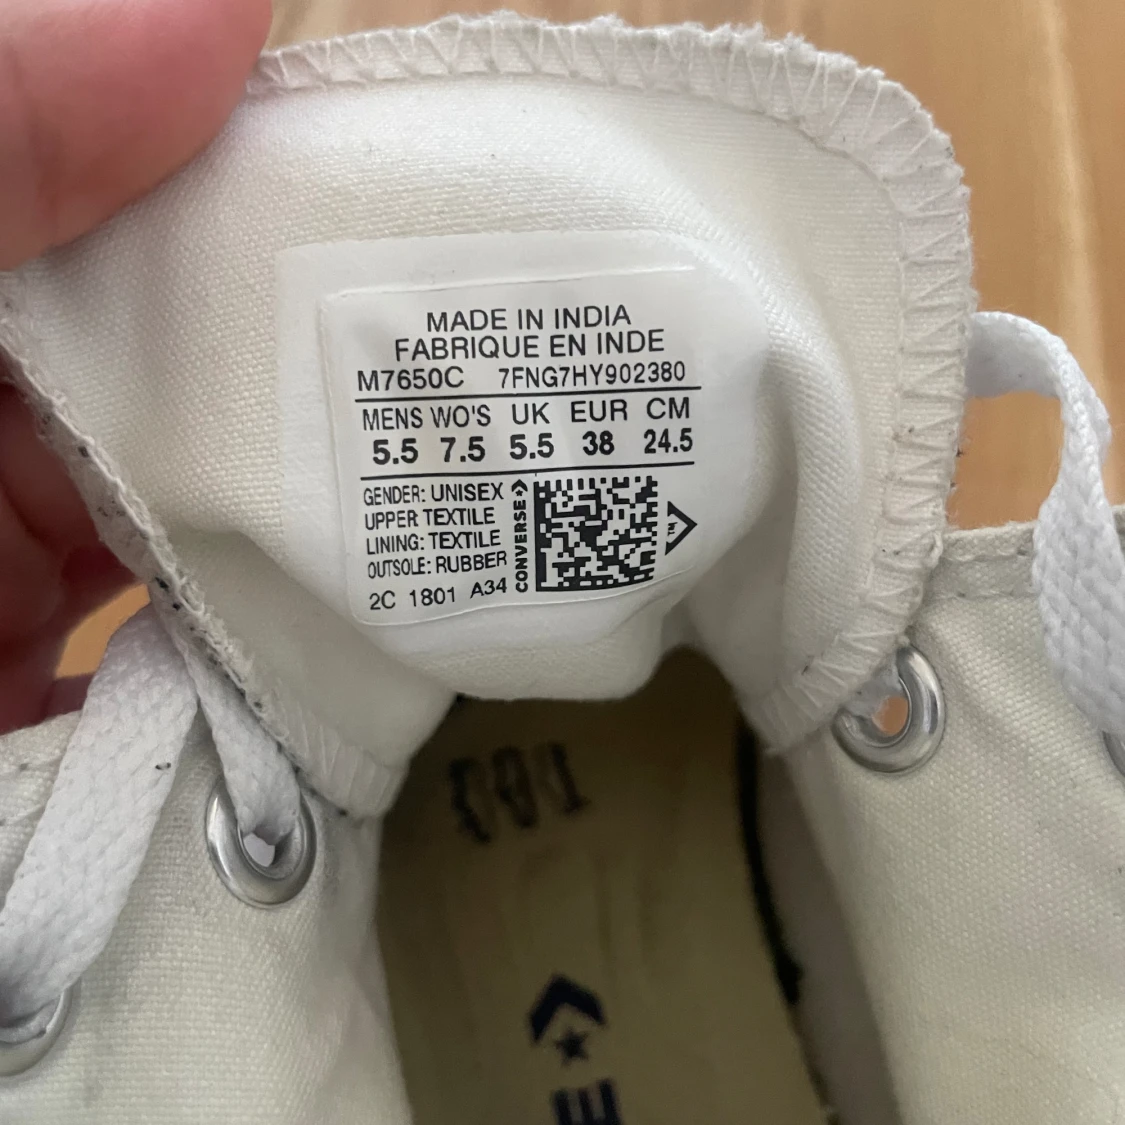 MADE IN INDIA
FABRIQUE EN INDE
M7650C 7FNG7HY902380
MENS WO'S UK EUR CM
5.5 7.5 5.5 38 24.5
GENDER: UNISEX
UPPER TEXTILE
LINING: TEXTILE
OUTSOLE: RUBBER
2C 1801 A34
CONVERSE
TM
E